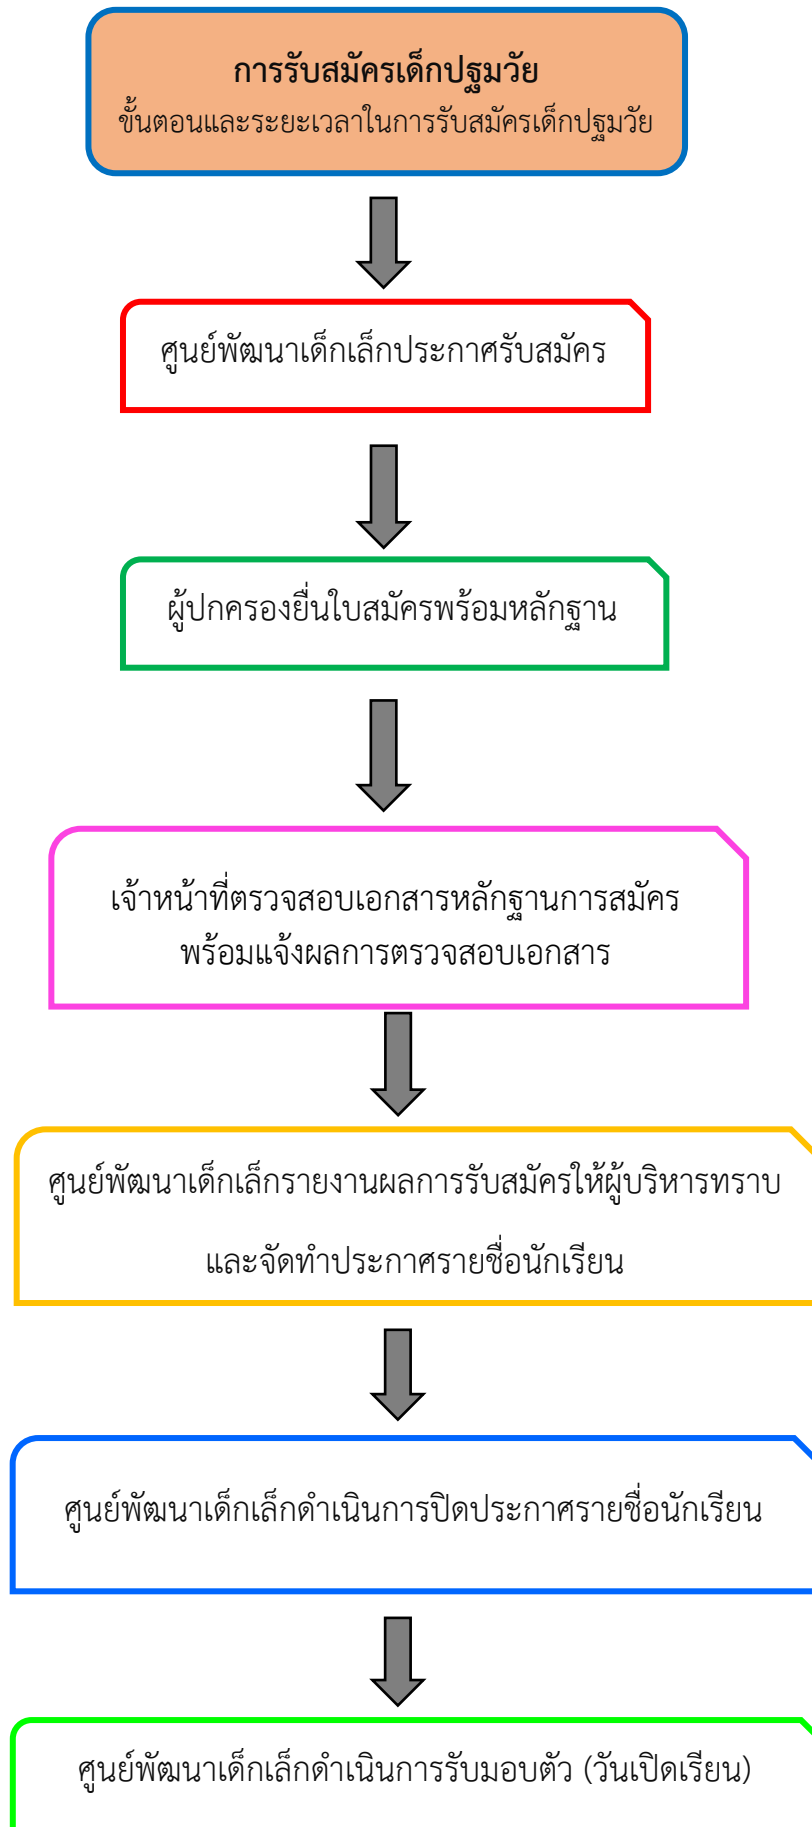 การรับสมัครเด็กปฐมวัย
ขั้นตอนและระยะเวลาในการรับสมัครเด็กปฐมวัย
ศูนย์พัฒนาเด็กเล็กประกาศรับสมัคร
ผู้ปกครองยื่นใบสมัครพร้อมหลักฐาน
เจ้าหน้าที่ตรวจสอบเอกสารหลักฐานการสมัคร
พร้อมแจ้งผลการตรวจสอบเอกสาร
ศูนย์พัฒนาเด็กเล็กรายงานผลการรับสมัครให้ผู้บริหารทราบ
และจัดทำประกาศรายชื่อนักเรียน
ศูนย์พัฒนาเด็กเล็กดำเนินการปิดประกาศรายชื่อนักเรียน
ศูนย์พัฒนาเด็กเล็กดำเนินการรับมอบตัว (วันเปิดเรียน)